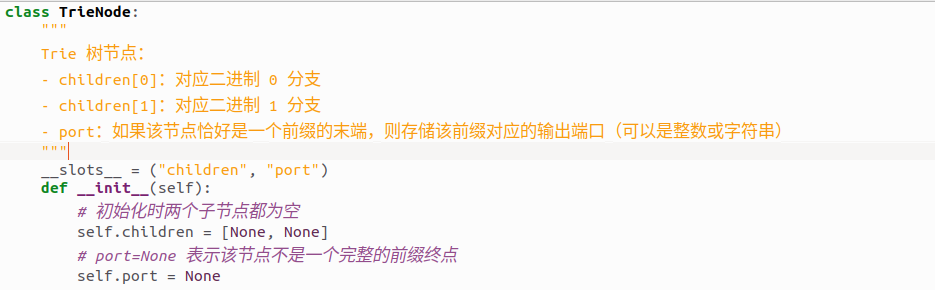 class TrieNode:
    """
    Trie 树节点：
    - children[0]：对应二进制 0 分支
    - children[1]：对应二进制 1 分支
    - port：如果该节点恰好是一个前缀的末端，则存储该前缀对应的输出端口（可以是整数或字符串）
    """
    __slots__ = ("children", "port")
    def __init__(self):
        # 初始化时两个子节点都为空
        self.children = [None, None]
        # port=None 表示该节点不是一个完整的前缀终点
        self.port = None